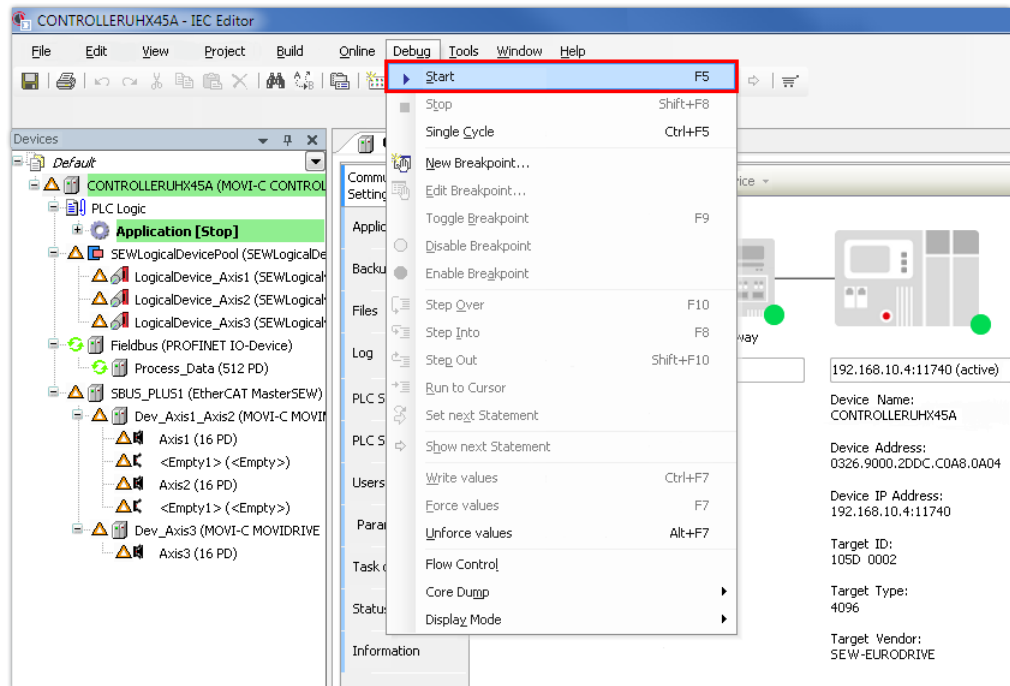 CONTROLLERUHX45A - IEC Editor
File Edit View Project Build Online Debug Tools Window Help
Start F5
Stop Shift+F8
Single Cycle Ctrl+F5
New Breakpoint...
Edit Breakpoint...
Toggle Breakpoint F9
Disable Breakpoint
Enable Breakpoint
Step Over F10
Step Into F8
Step Out Shift+F10
Run to Cursor
Set next Statement
Show next Statement
Write values Ctrl+F7
Force values F7
Unforce values Alt+F7
Flow Control
Core Dump
Display Mode
Devices
Default
CONTROLLERUHX45A (MOVI-C CONTROL
PLC Logic
Application [Stop]
SEWLogicalDevicePool (SEWLogicalDe
LogicalDevice_Axis1 (SEWLogical
LogicalDevice_Axis2 (SEWLogical
LogicalDevice_Axis3 (SEWLogical
Fieldbus (PROFINET IO-Device)
Process_Data (512 PD)
SBUS_PLUS1 (EtherCAT MasterSEW)
Dev_Axis1_Axis2 (MOVI-C MOVI
Axis1 (16 PD)
<Empty1> (<Empty>)
Axis2 (16 PD)
<Empty1> (<Empty>)
Dev_Axis3 (MOVI-C MOVIDRIVE
Axis3 (16 PD)
Commu
Setting
Applic
Backu
Files
Log
PLC S
PLC S
Users
Para
Task
Status
Information
vice
way
192.168.10.4:11740 (active)
Device Name:
CONTROLLERUHX45A
Device Address:
0326.9000.2DDC.C0A8.0A04
Device IP Address:
192.168.10.4:11740
Target ID:
105D 0002
Target Type:
4096
Target Vendor:
SEW-EURODRIVE